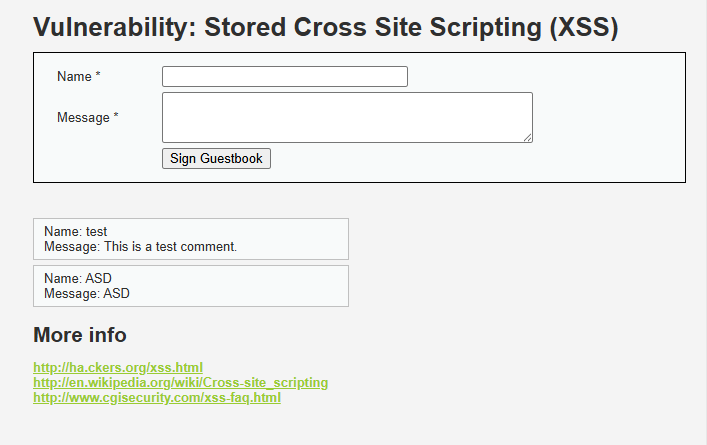 Vulnerability: Stored Cross Site Scripting (XSS)
Name *
Message *
Sign Guestbook
Name: test
Message: This is a test comment.
Name: ASD
Message: ASD
More info
http://ha.ckers.org/xss.html
http://en.wikipedia.org/wiki/Cross-site_scripting
http://www.cgisecurity.com/xss-faq.html